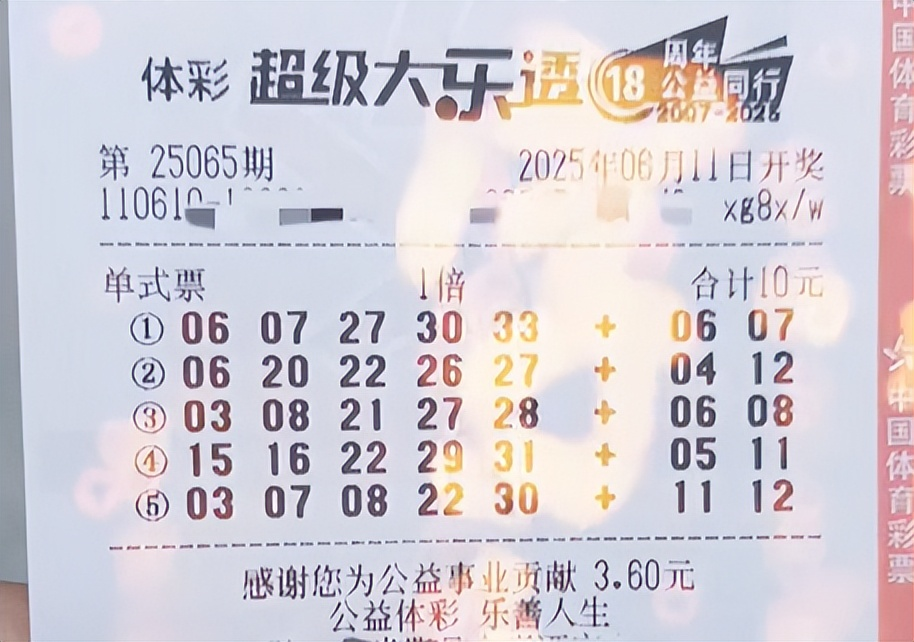 体彩 超级大乐透 18 周年 公益同行 2007-2025
第 25065期 2025年06月11日开奖
110610 xg8x/w
单式票 1倍 合计10元
① 06 07 27 30 33 + 06 07
② 06 20 22 26 27 + 04 12
③ 03 08 21 27 28 + 06 08
④ 15 16 22 29 31 + 05 11
⑤ 03 07 08 22 30 + 11 12
感谢您为公益事业贡献 3.60元
公益体彩 乐善人生
中国体育彩票
中国体育彩票